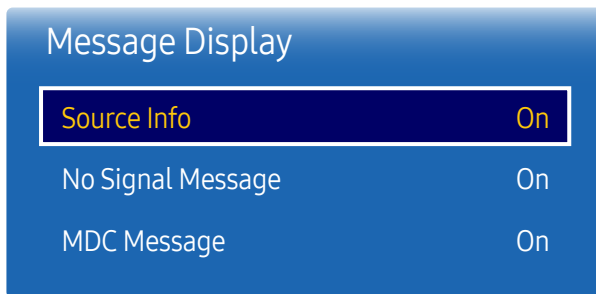 Message Display
Source Info On
No Signal Message On
MDC Message On